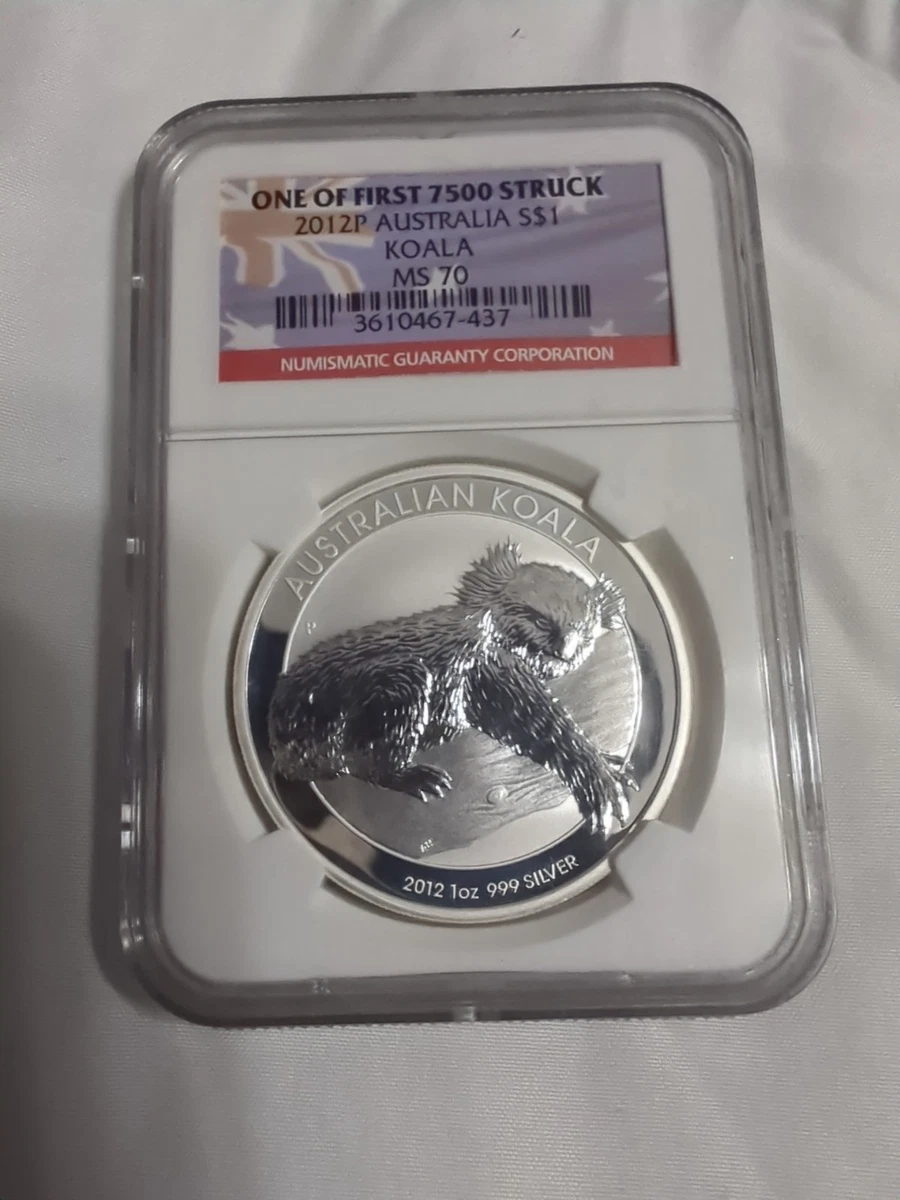 ONE OF FIRST 7500 STRUCK
2012P AUSTRALIA S$1
KOALA
MS 70
3610467-437
NUMISMATIC GUARANTY CORPORATION
AUSTRALIAN KOALA
P
2012 1oz 999 SILVER